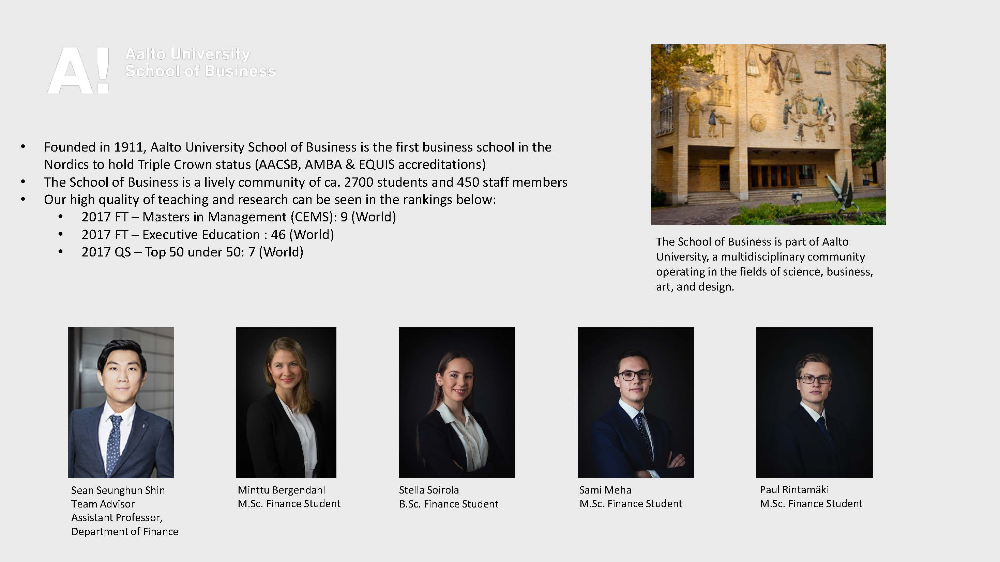 A! Aalto University
School of Business
• Founded in 1911, Aalto University School of Business is the first business school in the
Nordics to hold Triple Crown status (AACSB, AMBA & EQUIS accreditations)
• The School of Business is a lively community of ca. 2700 students and 450 staff members
• Our high quality of teaching and research can be seen in the rankings below:
• 2017 FT – Masters in Management (CEMS): 9 (World)
• 2017 FT – Executive Education : 46 (World)
• 2017 QS – Top 50 under 50: 7 (World)
The School of Business is part of Aalto
University, a multidisciplinary community
operating in the fields of science, business,
art, and design.
Sean Seunghun Shin
Team Advisor
Assistant Professor,
Department of Finance
Minttu Bergendahl
M.Sc. Finance Student
Stella Soirola
B.Sc. Finance Student
Sami Meha
M.Sc. Finance Student
Paul Rintamäki
M.Sc. Finance Student